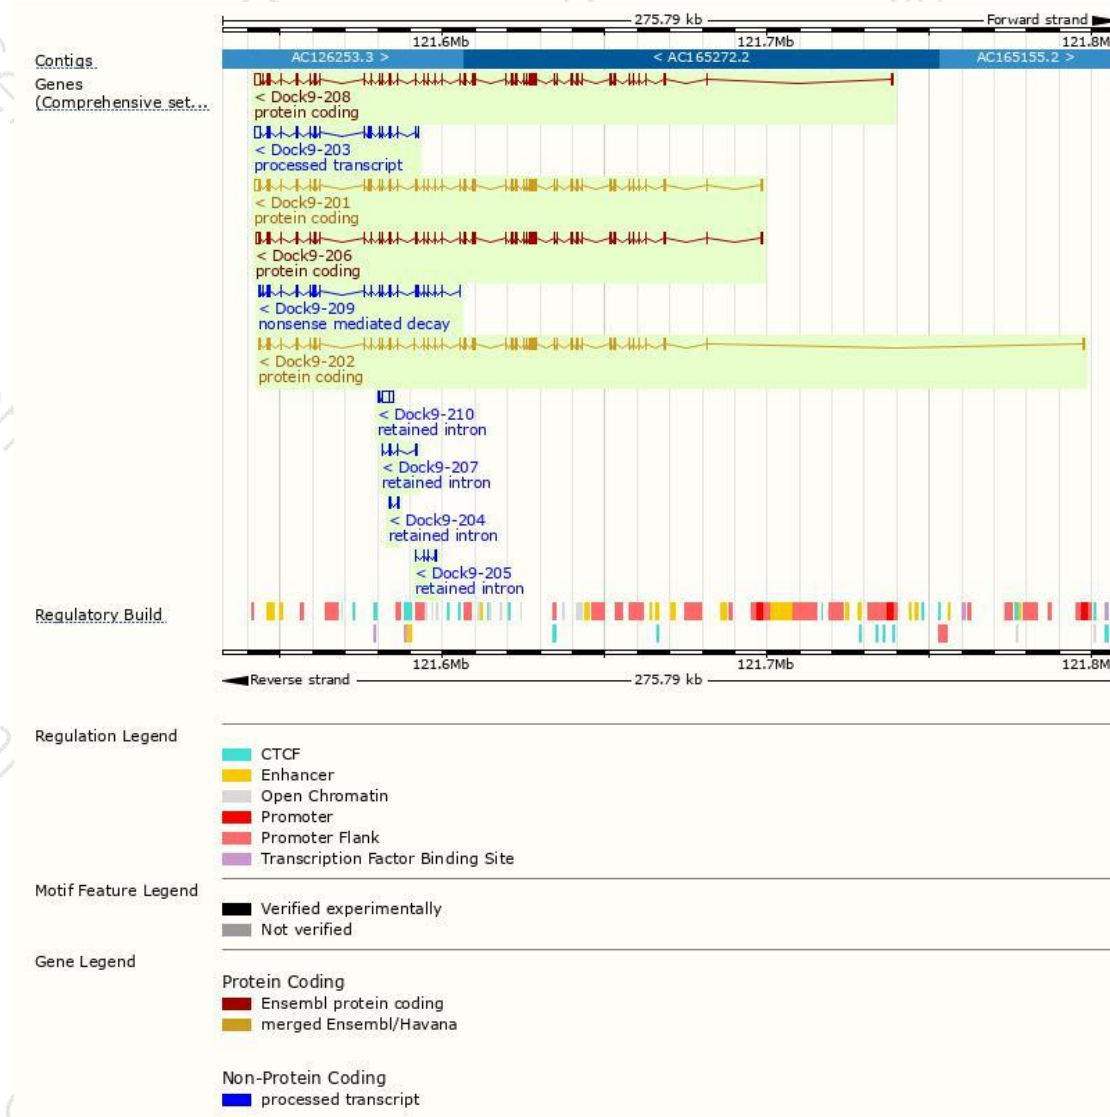 275.79 kb Forward strand
121.6Mb 121.7Mb 121.8M
Contigs AC126253.3 > < AC165272.2 AC165155.2 >
Genes
(Comprehensive set...
< Dock9-208
protein coding
< Dock9-203
processed transcript
< Dock9-201
protein coding
< Dock9-206
protein coding
< Dock9-209
nonsense mediated decay
< Dock9-202
protein coding
< Dock9-210
retained intron
< Dock9-207
retained intron
< Dock9-204
retained intron
< Dock9-205
retained intron
Regulatory Build
121.6Mb 121.7Mb 121.8M
Reverse strand 275.79 kb
Regulation Legend
CTCF
Enhancer
Open Chromatin
Promoter
Promoter Flank
Transcription Factor Binding Site
Motif Feature Legend
Verified experimentally
Not verified
Gene Legend
Protein Coding
Ensembl protein coding
merged Ensembl/Havana
Non-Protein Coding
processed transcript